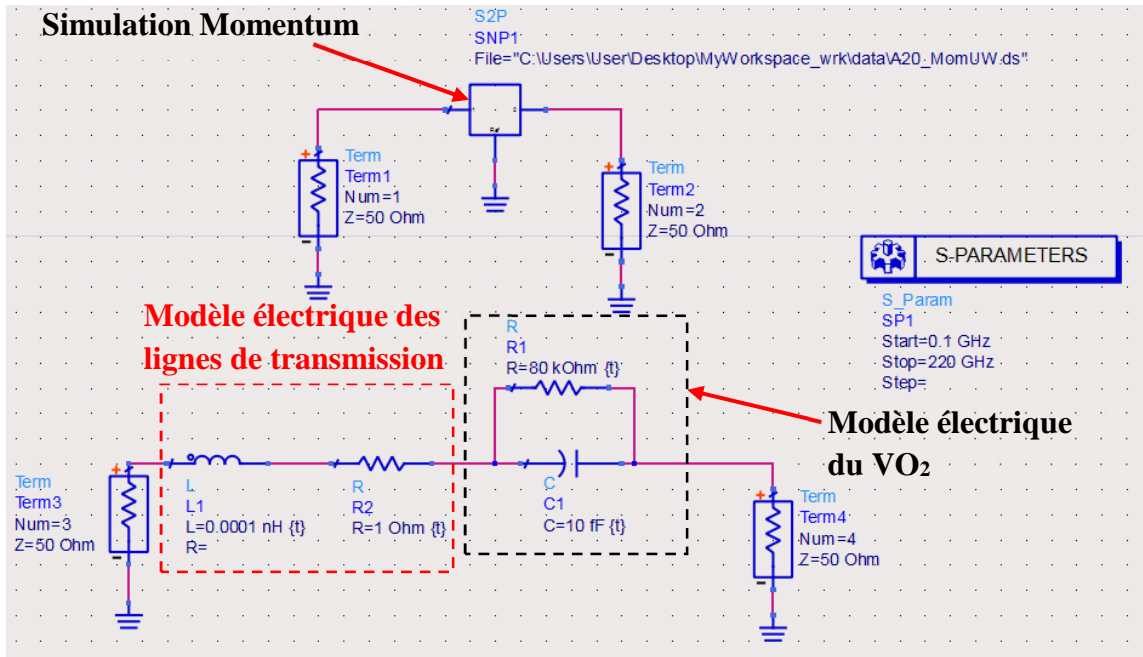 Simulation Momentum
S2P
SNP1
File="C:\Users\User\Desktop\MyWorkspace_wrk\data\A20_MomUW.ds"
1
2
Ref
Term
Term1
Num=1
Z=50 Ohm
Term
Term2
Num=2
Z=50 Ohm
S-PARAMETERS
S_Param
SP1
Start=0.1 GHz
Stop=220 GHz
Step=
Modèle électrique des
lignes de transmission
R
R1
R=80 kOhm {t}
Modèle électrique
du VO2
Term
Term3
Num=3
Z=50 Ohm
L
L1
L=0.0001 nH {t}
R=
R
R2
R=1 Ohm {t}
C
C1
C=10 fF {t}
Term
Term4
Num=4
Z=50 Ohm